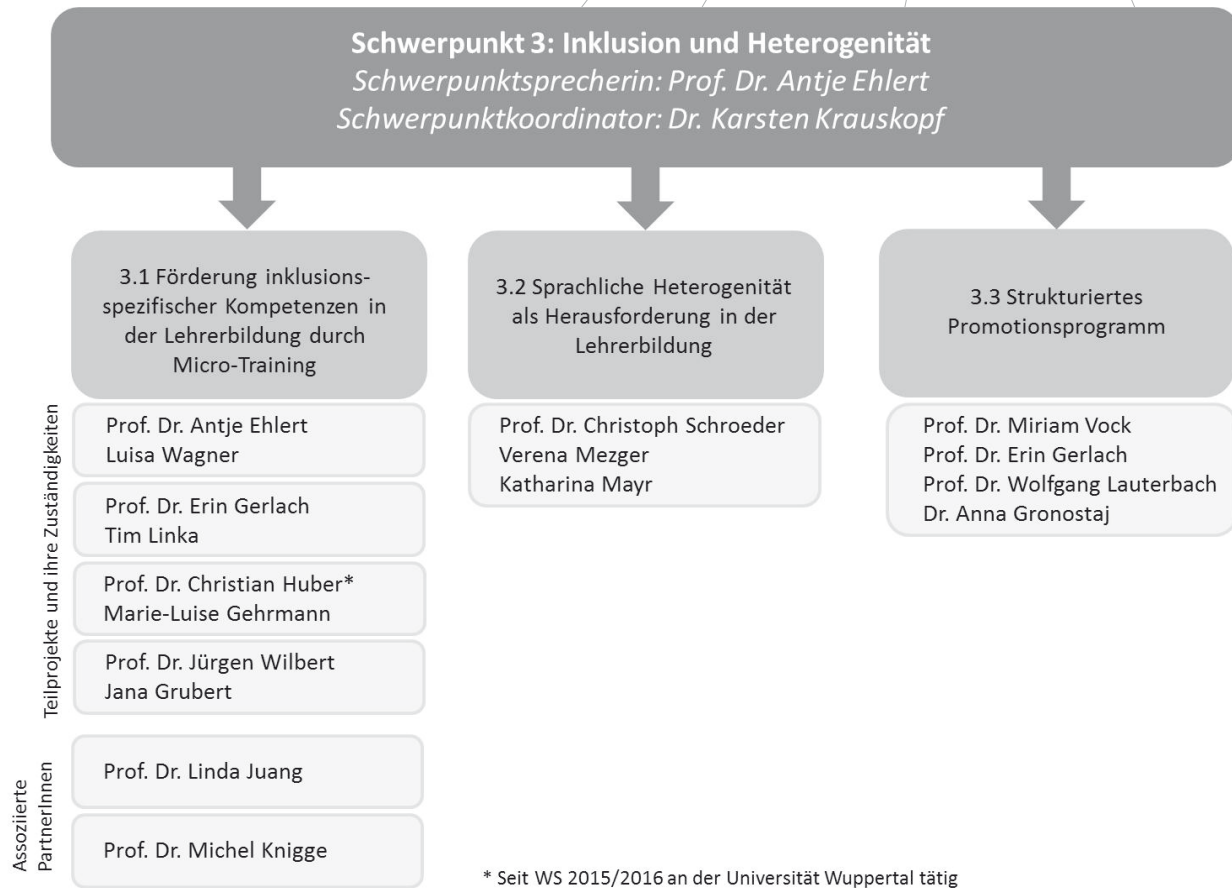 Schwerpunkt 3: Inklusion und Heterogenität
Schwerpunktsprecherin: Prof. Dr. Antje Ehlert
Schwerpunktkoordinator: Dr. Karsten Krauskopf
3.1 Förderung inklusions-
spezifischer Kompetenzen in
der Lehrerbildung durch
Micro-Training
3.2 Sprachliche Heterogenität
als Herausforderung in der
Lehrerbildung
3.3 Strukturiertes
Promotionsprogramm
Teilprojekte und ihre Zuständigkeiten
Prof. Dr. Antje Ehlert
Luisa Wagner
Prof. Dr. Erin Gerlach
Tim Linka
Prof. Dr. Christian Huber*
Marie-Luise Gehrmann
Prof. Dr. Jürgen Wilbert
Jana Grubert
Prof. Dr. Christoph Schroeder
Verena Mezger
Katharina Mayr
Prof. Dr. Miriam Vock
Prof. Dr. Erin Gerlach
Prof. Dr. Wolfgang Lauterbach
Dr. Anna Gronostaj
Assoziierte
PartnerInnen
Prof. Dr. Linda Juang
Prof. Dr. Michel Knigge
* Seit WS 2015/2016 an der Universität Wuppertal tätig